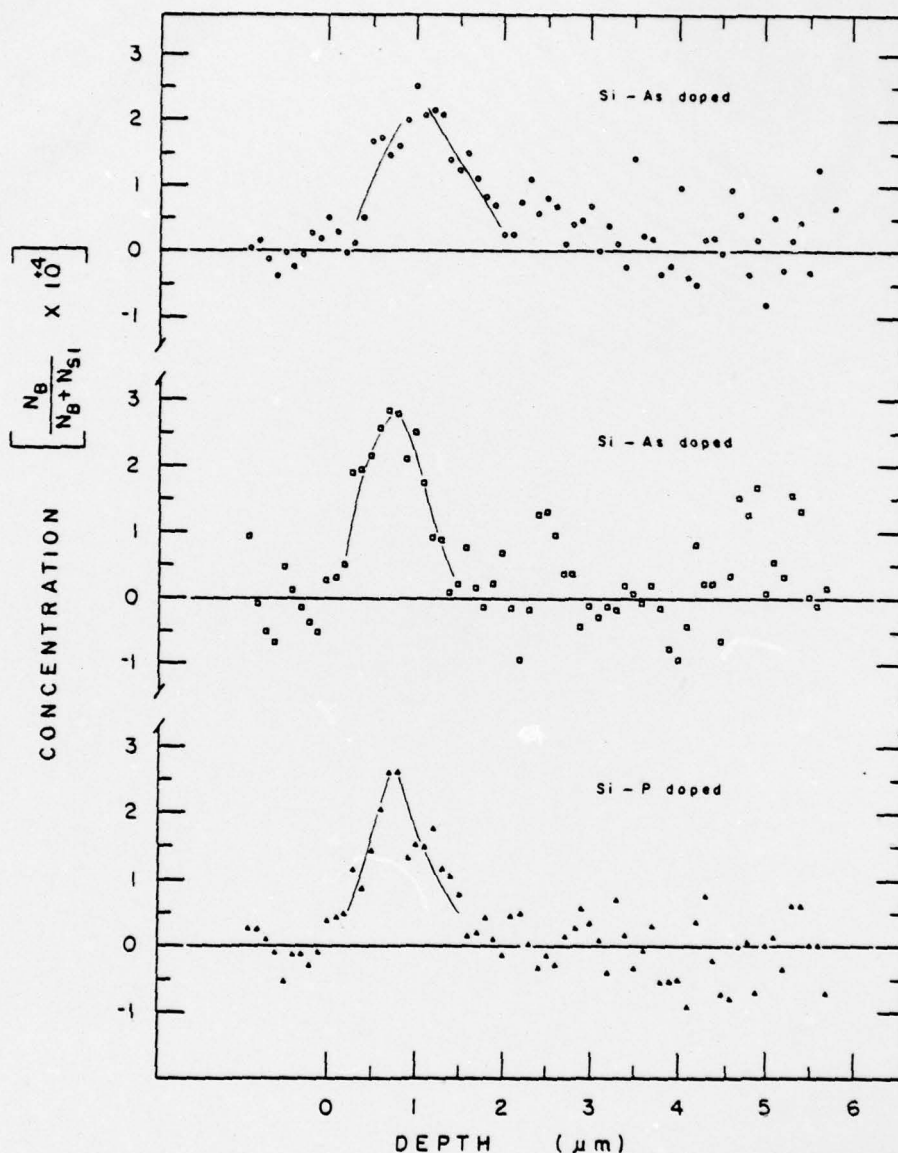 3
2
1
0
-1
Si - As doped
3
2
1
0
-1
Si - As doped
3
2
1
0
-1
Si - P doped
CONCENTRATION [ N_B / N_B + N_Si X 10^+4 ]
0 1 2 3 4 5 6
DEPTH (μm)